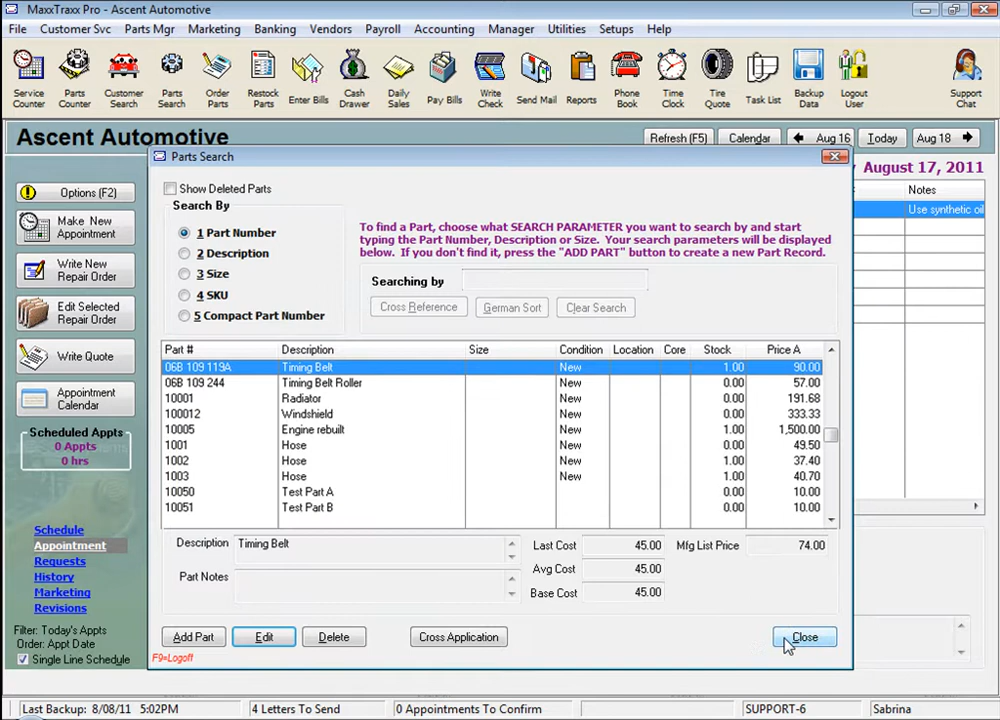 MaxxTraxx Pro - Ascent Automotive
File Customer Svc Parts Mgr Marketing Banking Vendors Payroll Accounting Manager Utilities Setups Help
Service Counter
Parts Counter
Customer Search
Parts Search
Order Parts
Restock Parts
Enter Bills
Cash Drawer
Daily Sales
Pay Bills
Write Check
Send Mail
Reports
Phone Book
Time Clock
Tire Quote
Task List
Backup Data
Logout User
Support Chat
Ascent Automotive
Refresh (F5) Calendar Aug 16 Today Aug 18
August 17, 2011
Notes
Use synthetic oil
Options (F2)
Make New Appointment
Write New Repair Order
Edit Selected Repair Order
Write Quote
Appointment Calendar
Scheduled Appts
0 Appts
0 hrs
Schedule
Appointment
Requests
History
Marketing
Revisions
Filter: Today's Appts
Order: Appt Date
Single Line Schedule
Parts Search
Show Deleted Parts
Search By
1 Part Number
2 Description
3 Size
4 SKU
5 Compact Part Number
To find a Part, choose what SEARCH PARAMETER you want to search by and start
typing the Part Number, Description or Size. Your search parameters will be displayed
below. If you don't find it, press the "ADD PART" button to create a new Part Record.
Searching by
Cross Reference German Sort Clear Search
Part # Description Size Condition Location Core Stock Price A
06B 109 119A Timing Belt New 1.00 90.00
06B 109 244 Timing Belt Roller New 0.00 57.00
10001 Radiator New 0.00 191.68
100012 Windshield New 0.00 333.33
10005 Engine rebuilt New 1.00 1,500.00
1001 Hose New 0.00 49.50
1002 Hose New 1.00 37.40
1003 Hose New 1.00 40.70
10050 Test Part A 0.00 10.00
10051 Test Part B 0.00 10.00
Description Timing Belt
Part Notes
Last Cost 45.00 Mfg List Price 74.00
Avg Cost 45.00
Base Cost 45.00
Add Part Edit Delete Cross Application Close
F9=Logoff
Last Backup: 8/08/11 5:02PM 4 Letters To Send 0 Appointments To Confirm SUPPORT-6 Sabrina